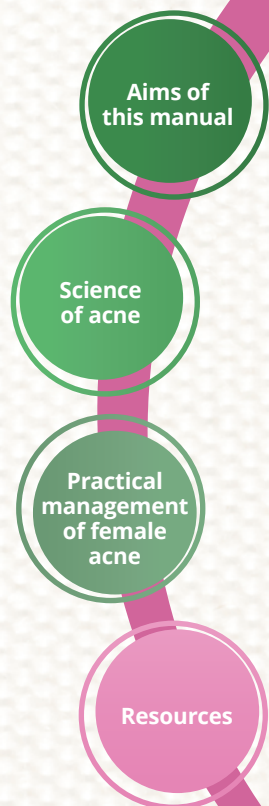 Aims of
this manual
Science
of acne
Practical
management
of female
acne
Resources